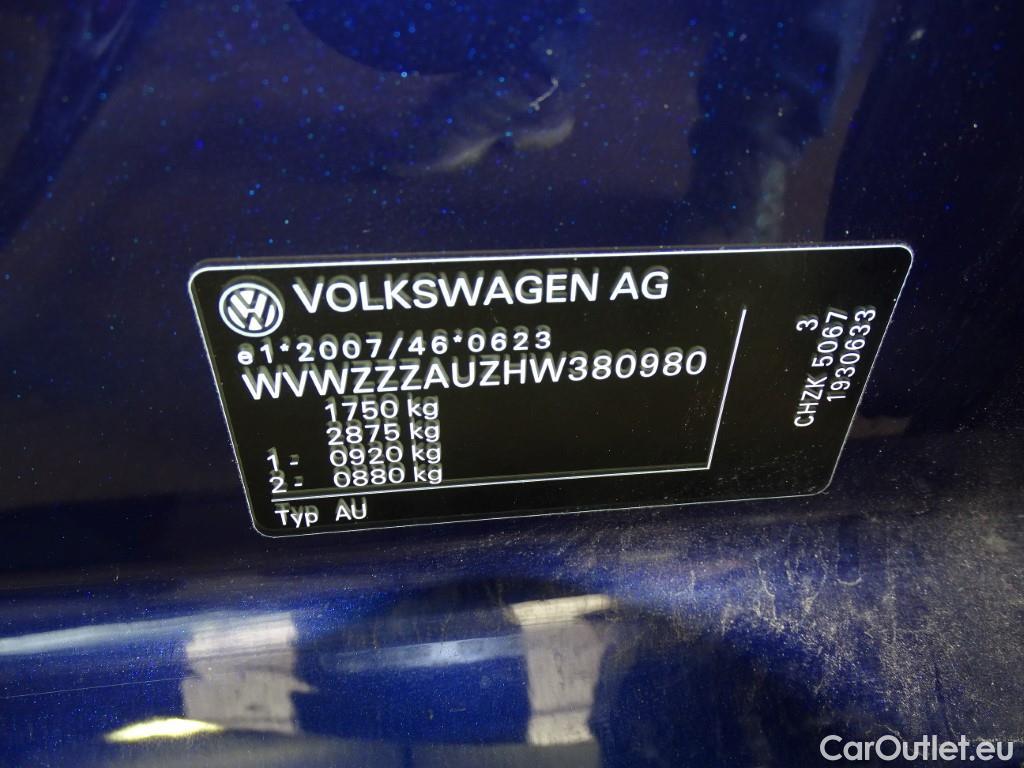 VOLKSWAGEN AG
e1*2007/46*0623
WVWZZZAUZHW380980
1750 kg
2875 kg
1 - 0920 kg
2 - 0880 kg
Typ AU
3
CHZK 5067
1930633
CarOutlet.eu